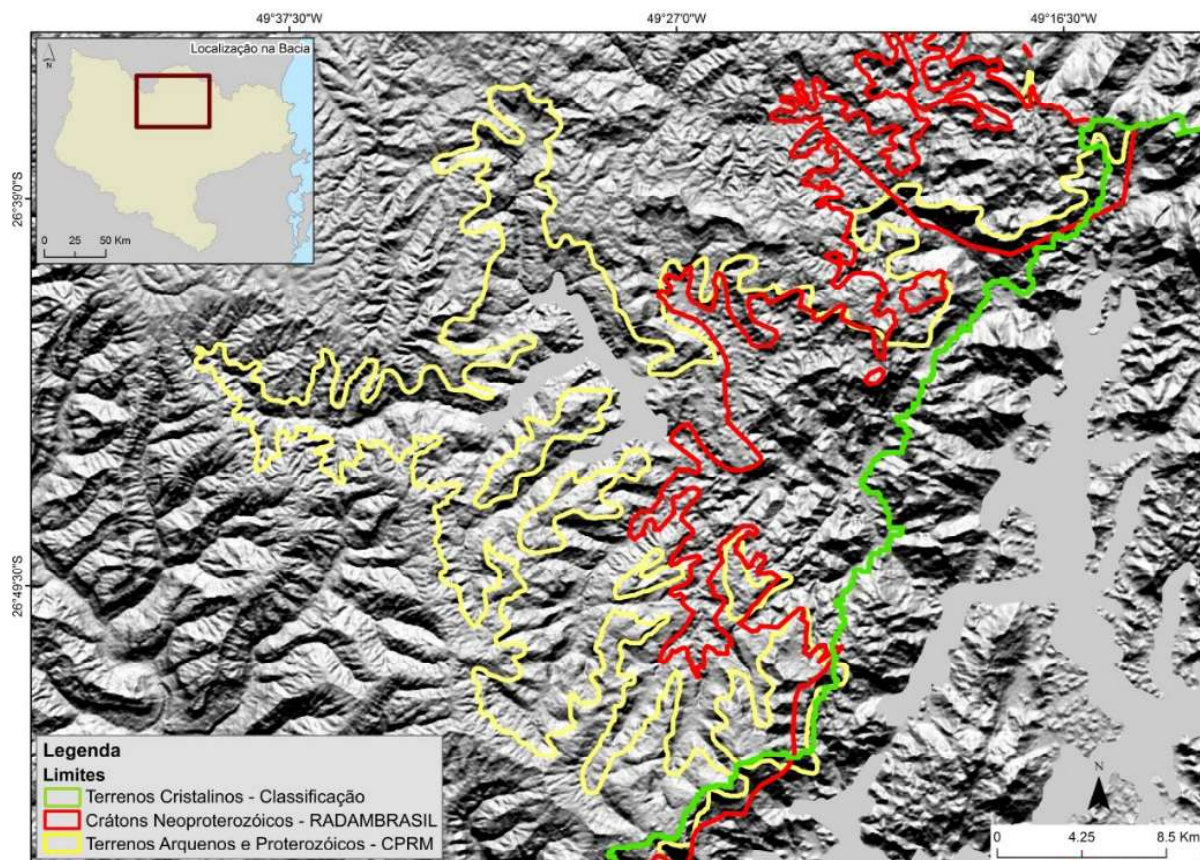 49°37'30"W
49°27'0"W
49°16'30"W
Localização na Bacia
N
0 25 50 Km
26°39'0"S
26°49'30"S
Legenda
Limites
Terrenos Cristalinos - Classificação
Crátons Neoproterozóicos - RADAMBRASIL
Terrenos Arquenos e Proterozóicos - CPRM
N
0 4.25 8.5 Km